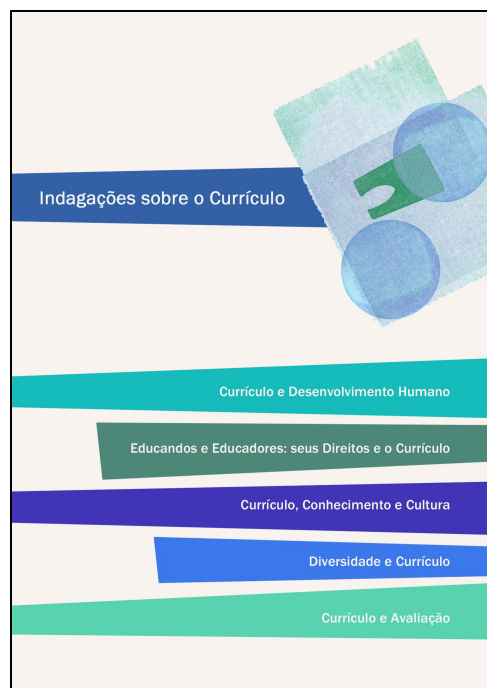 Indagações sobre o Currículo
Currículo e Desenvolvimento Humano
Educandos e Educadores: seus Direitos e o Currículo
Currículo, Conhecimento e Cultura
Diversidade e Currículo
Currículo e Avaliação